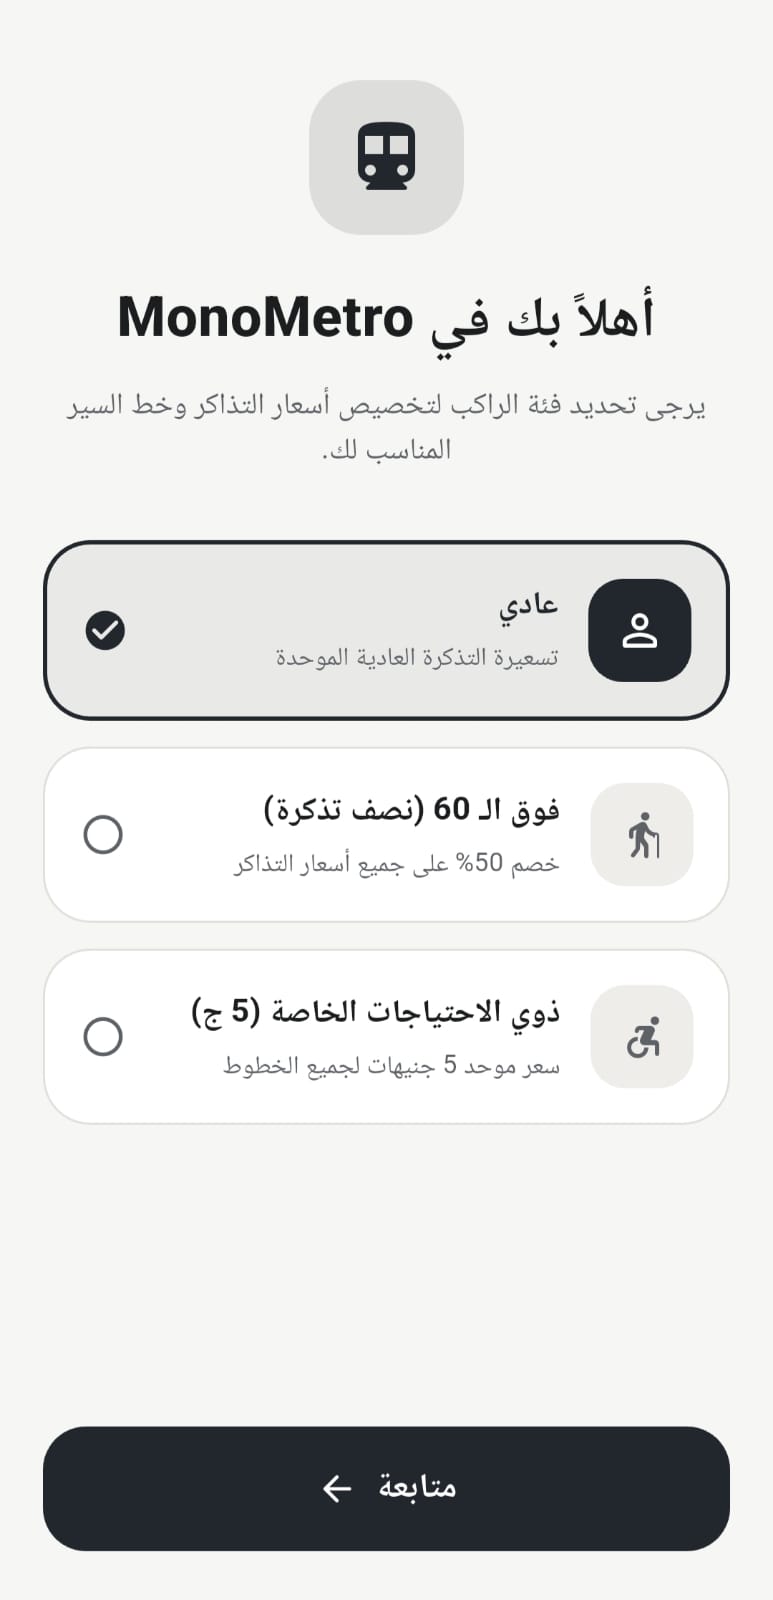 أهلاً بك في MonoMetro
يرجى تحديد فئة الراكب لتخصيص أسعار التذاكر وخط السير
المناسب لك.
عادي
تسعيرة التذكرة العادية الموحدة
فوق الـ 60 (نصف تذكرة)
خصم 50% على جميع أسعار التذاكر
ذوي الاحتياجات الخاصة (5 ج)
سعر موحد 5 جنيهات لجميع الخطوط
متابعة